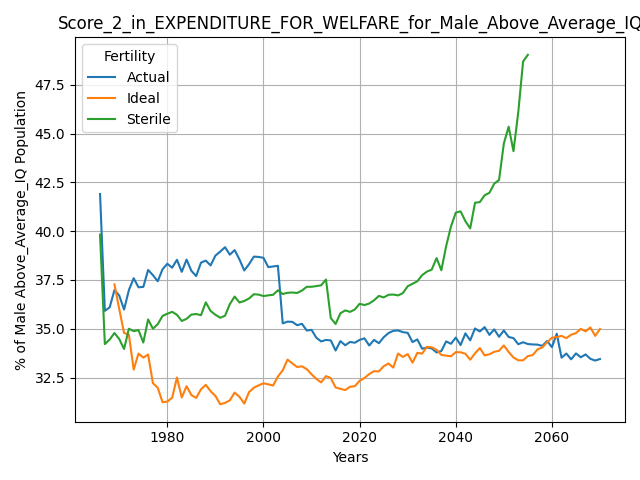 Score_2_in_EXPENDITURE_FOR_WELFARE_for_Male_Above_Average_IQ
Fertility
Actual
Ideal
Sterile
% of Male Above_Average_IQ Population
47.5
45.0
42.5
40.0
37.5
35.0
32.5
1980
2000
2020
2040
2060
Years